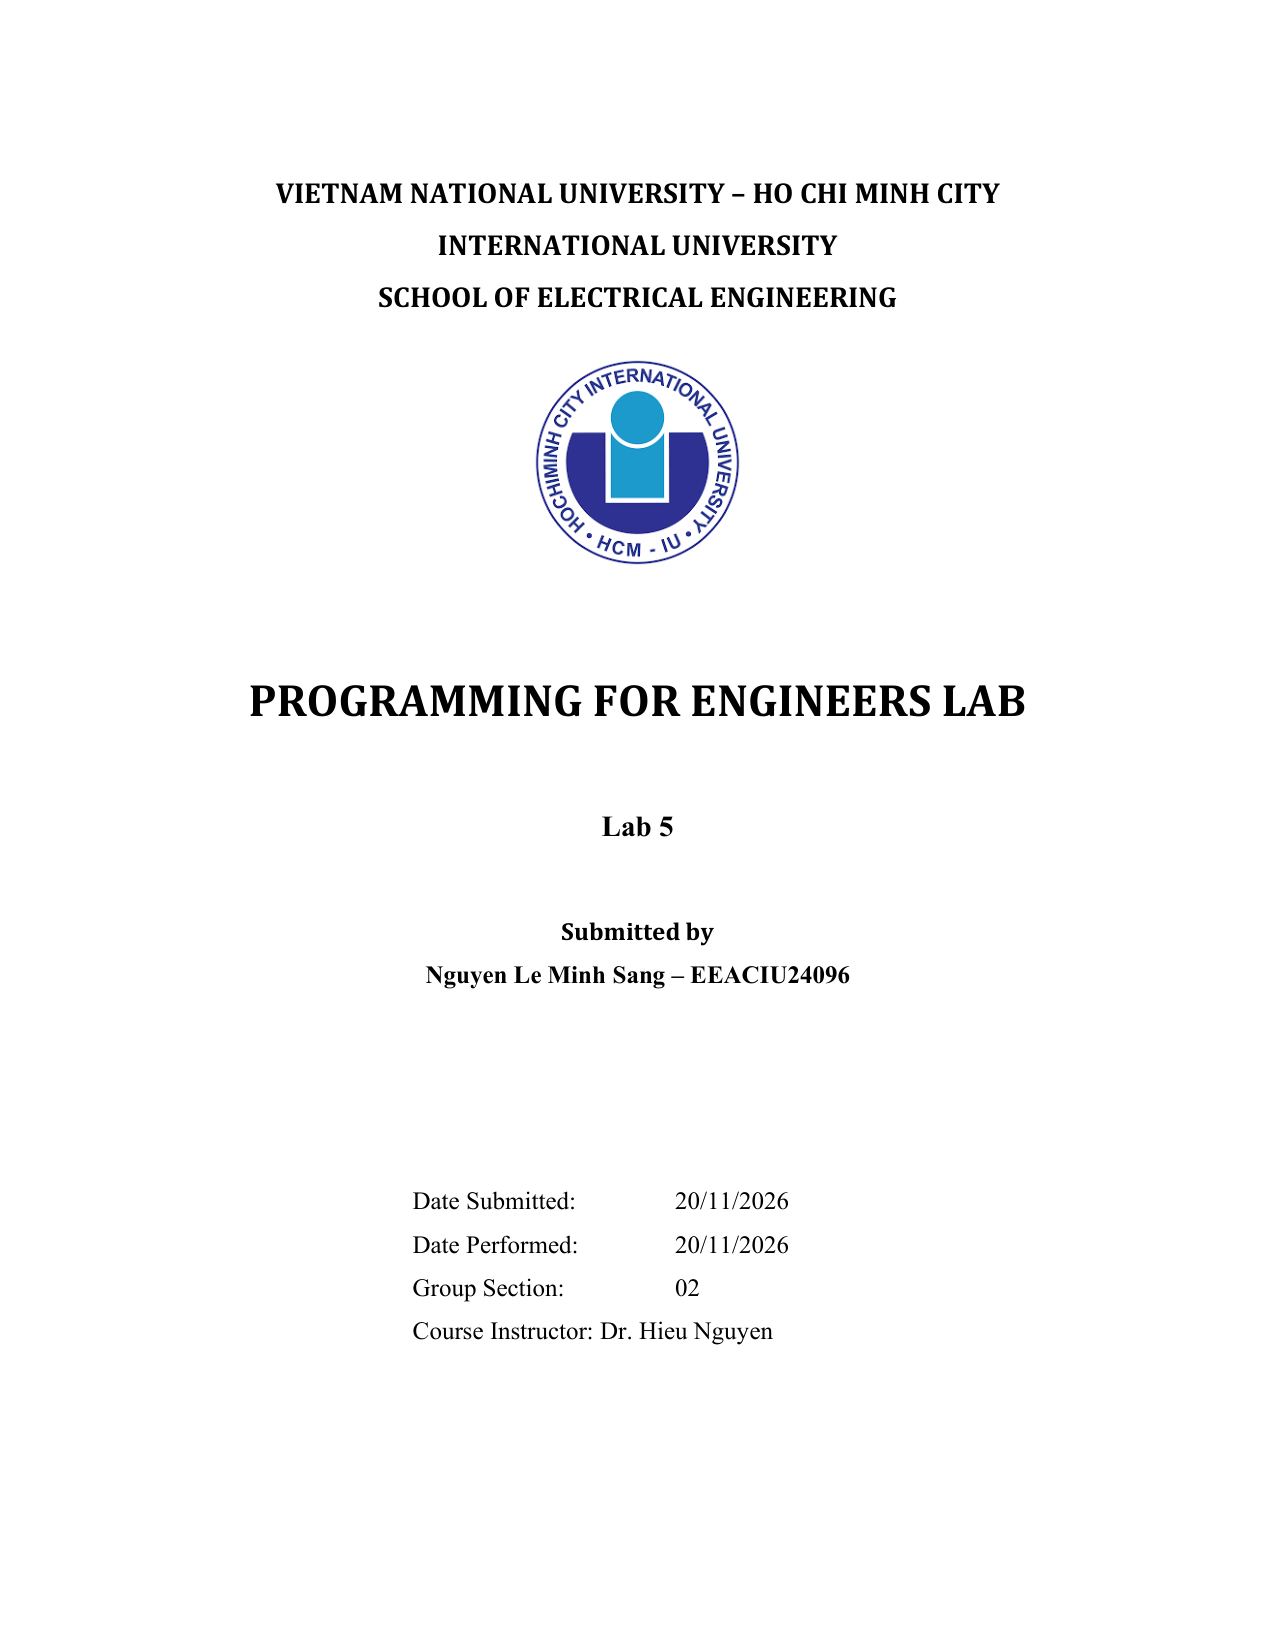 VIETNAM NATIONAL UNIVERSITY – HO CHI MINH CITY
INTERNATIONAL UNIVERSITY
SCHOOL OF ELECTRICAL ENGINEERING
HOCHIMINH CITY INTERNATIONAL UNIVERSITY
• HCM - IU •
PROGRAMMING FOR ENGINEERS LAB
Lab 5
Submitted by
Nguyen Le Minh Sang – EEACIU24096
Date Submitted: 20/11/2026
Date Performed: 20/11/2026
Group Section: 02
Course Instructor: Dr. Hieu Nguyen